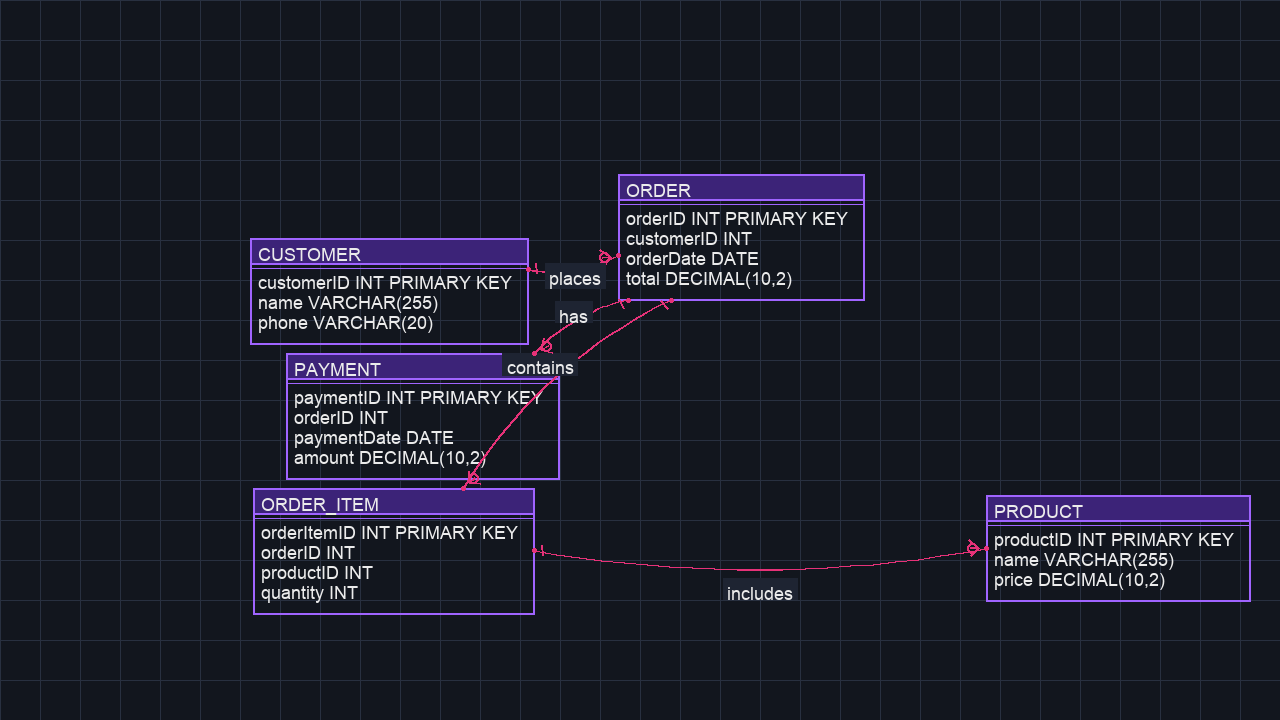 ORDER
orderID INT PRIMARY KEY
customerID INT
orderDate DATE
total DECIMAL(10,2)
CUSTOMER
customerID INT PRIMARY KEY
name VARCHAR(255)
phone VARCHAR(20)
places
has
contains
PAYMENT
paymentID INT PRIMARY KEY
orderID INT
paymentDate DATE
amount DECIMAL(10,2)
ORDER_ITEM
orderItemID INT PRIMARY KEY
orderID INT
productID INT
quantity INT
includes
PRODUCT
productID INT PRIMARY KEY
name VARCHAR(255)
price DECIMAL(10,2)